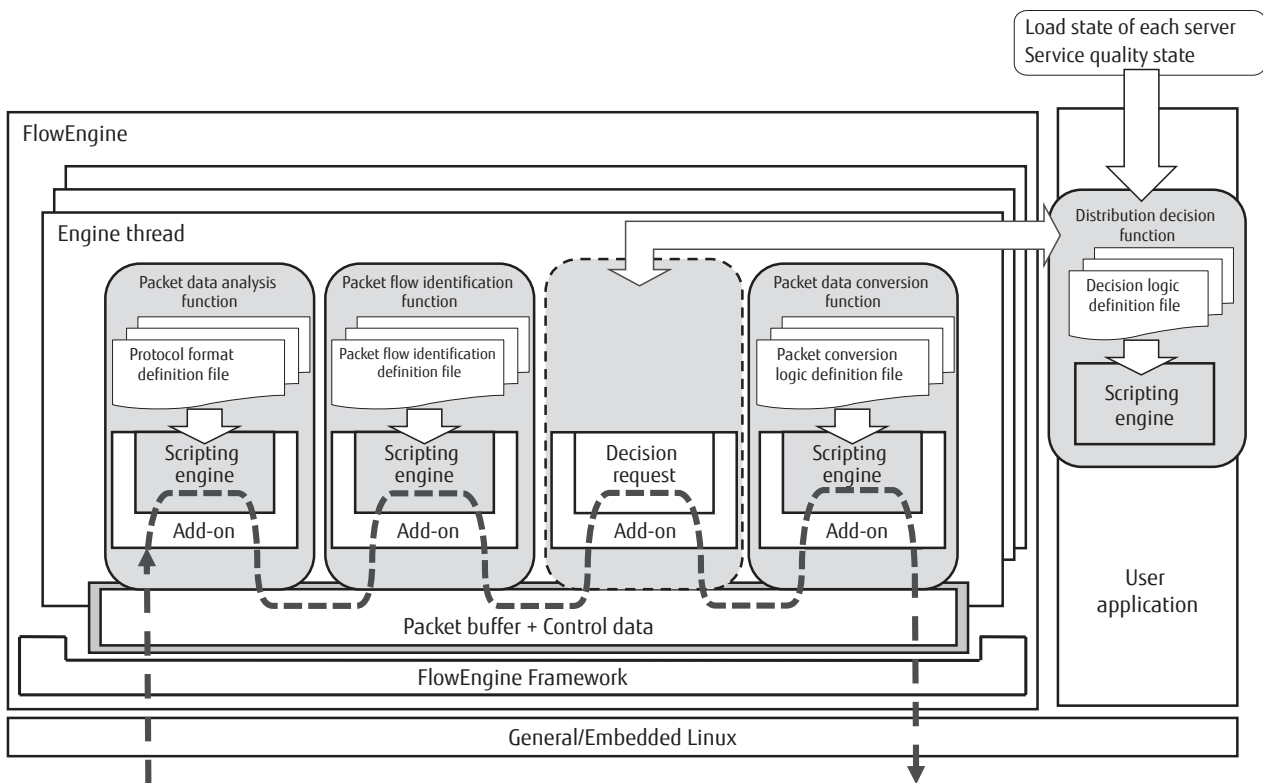 Load state of each server
Service quality state
FlowEngine
Engine thread
Packet data analysis
function
Protocol format
definition file
Scripting
engine
Add-on
Packet flow identification
function
Packet flow identification
definition file
Scripting
engine
Add-on
Decision
request
Add-on
Packet data conversion
function
Packet conversion
logic definition file
Scripting
engine
Add-on
Distribution decision
function
Decision logic
definition file
Scripting
engine
User
application
Packet buffer + Control data
FlowEngine Framework
General/Embedded Linux